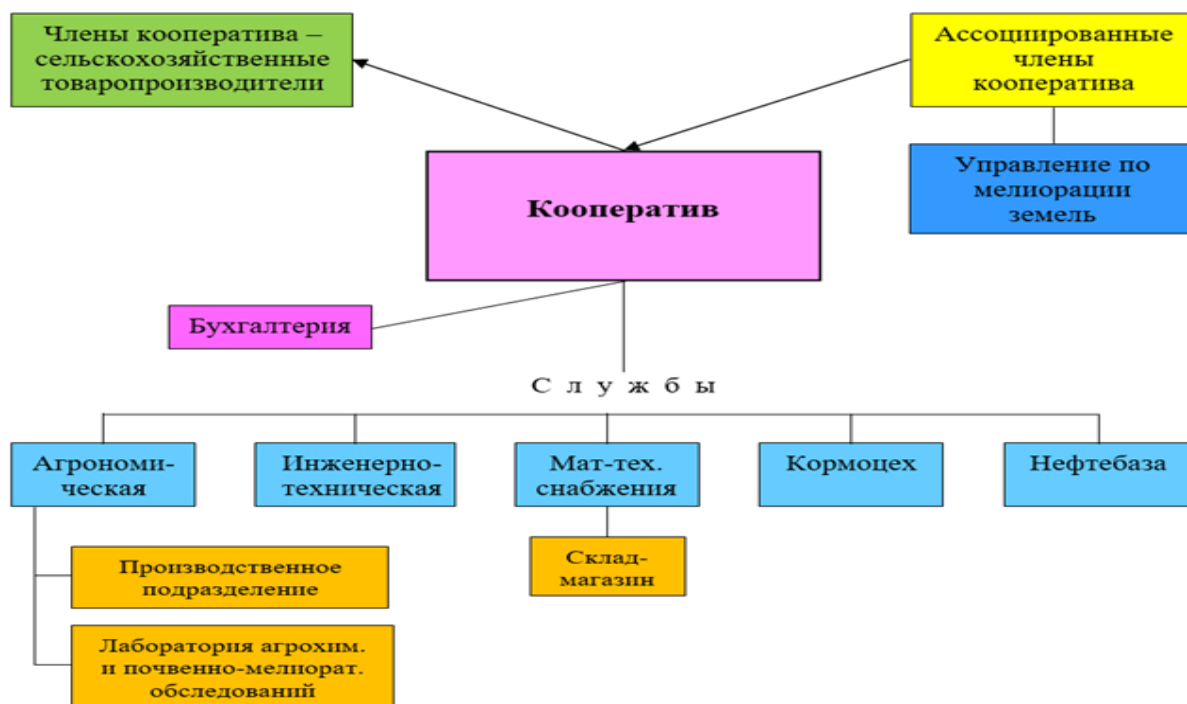 Члены кооператива –
сельскохозяйственные
товаропроизводители
Ассоциированные
члены
кооператива
Управление по
мелиорации
земель
Кооператив
Бухгалтерия
С л у ж б ы
Агрономи-
ческая
Инженерно-
техническая
Мат-тех.
снабжения
Кормоцех
Нефтебаза
Производственное
подразделение
Склад-
магазин
Лаборатория агрохим.
и почвенно-мелиорат.
обследований